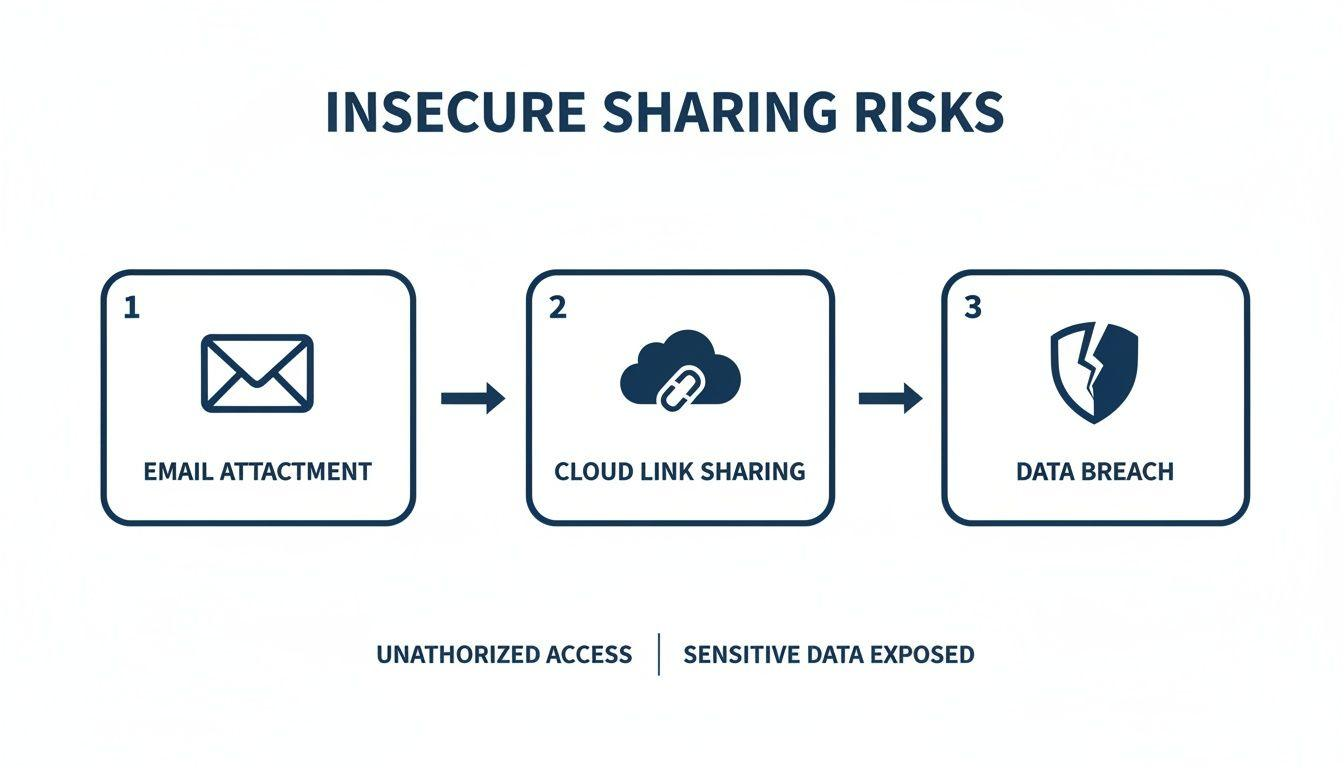 INSECURE SHARING RISKS
1
EMAIL ATTACTMENT
2
CLOUD LINK SHARING
3
DATA BREACH
UNATHORIZED ACCESS | SENSITIVE DATA EXPOSED